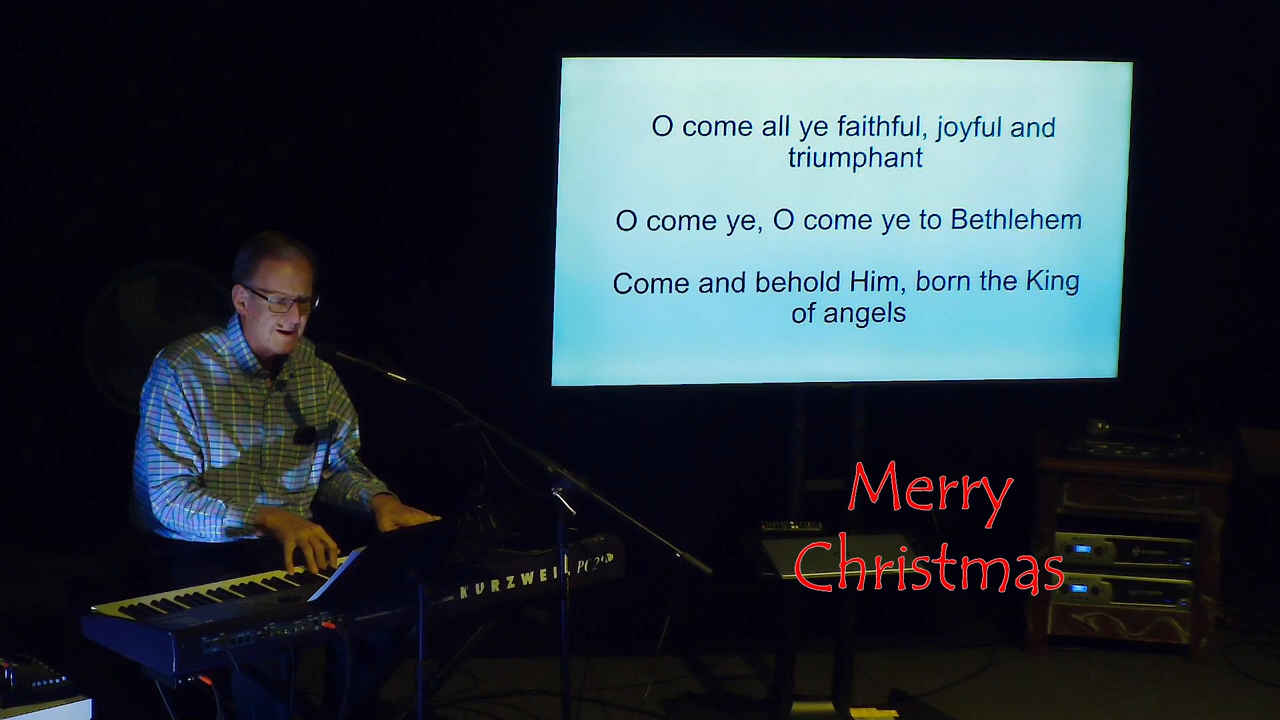 O come all ye faithful, joyful and
triumphant
O come ye, O come ye to Bethlehem
Come and behold Him, born the King
of angels
Merry
Christmas
KURZWEIL PC2